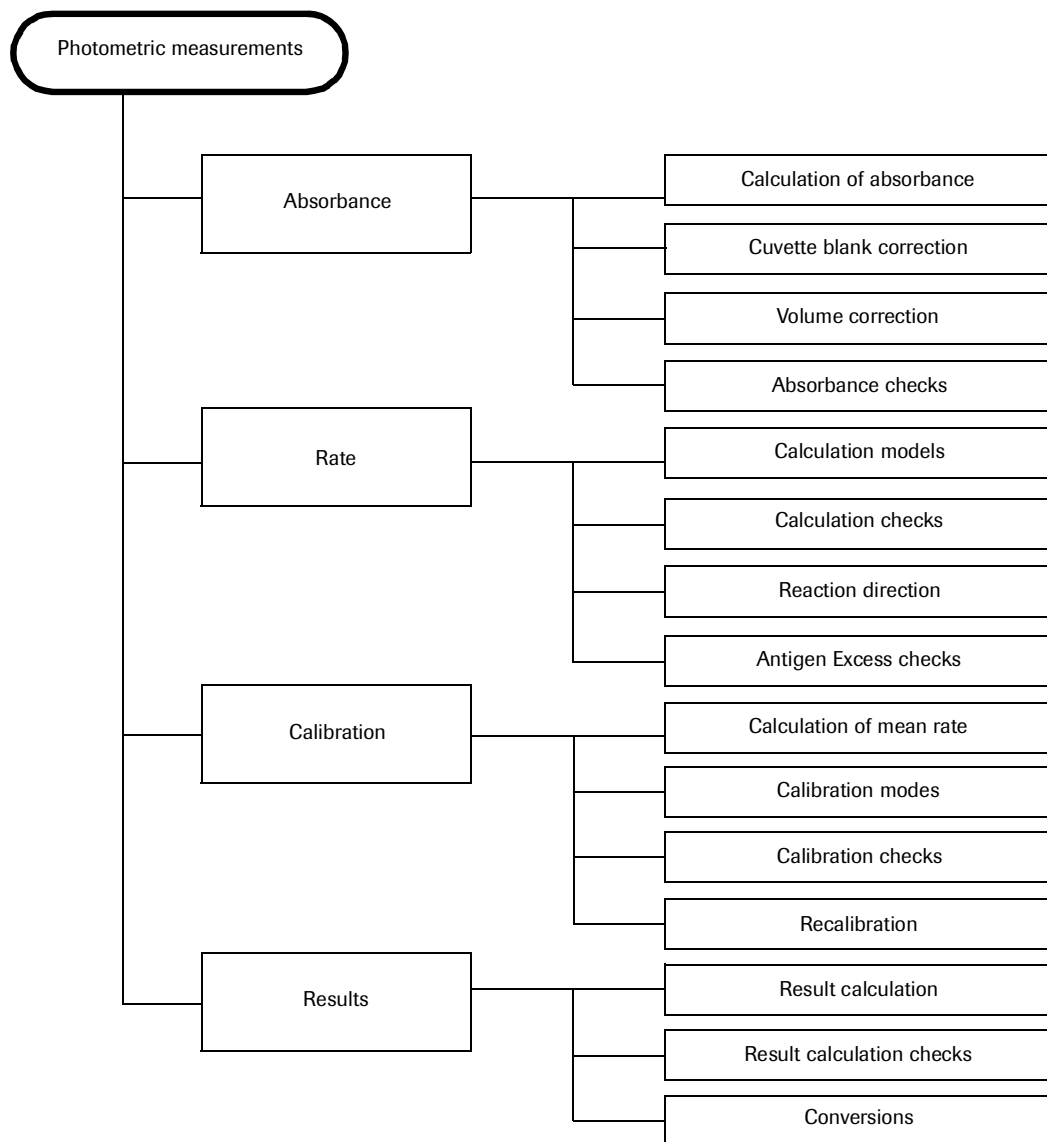 Photometric measurements
Absorbance
Calculation of absorbance
Cuvette blank correction
Volume correction
Absorbance checks
Rate
Calculation models
Calculation checks
Reaction direction
Antigen Excess checks
Calibration
Calculation of mean rate
Calibration modes
Calibration checks
Recalibration
Results
Result calculation
Result calculation checks
Conversions